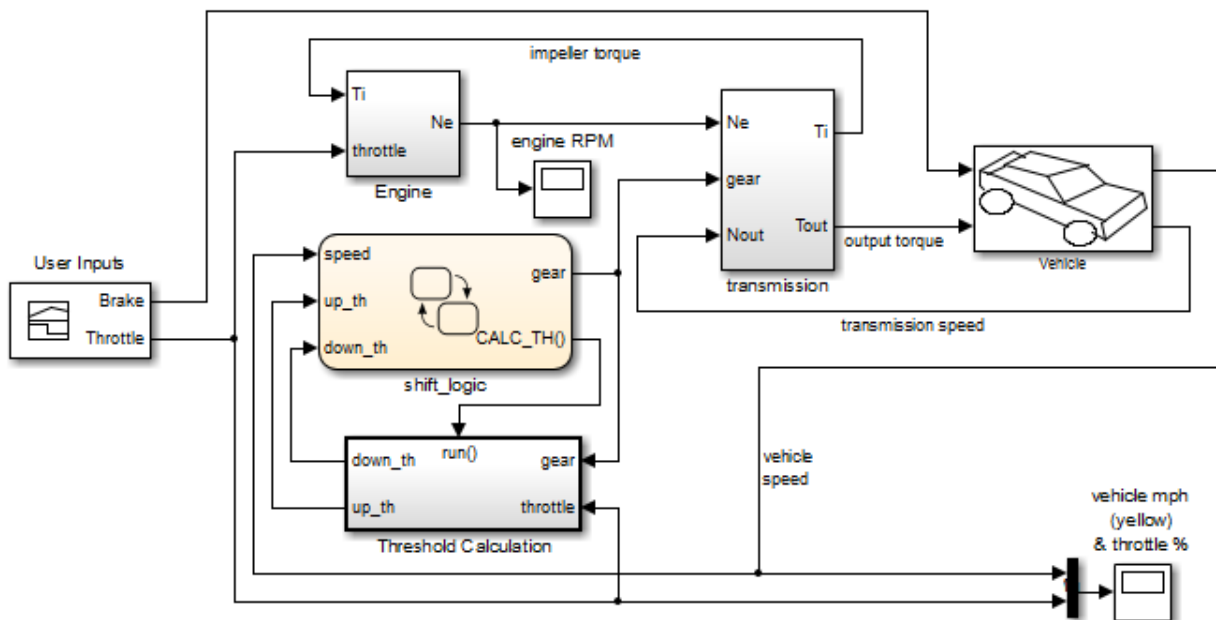 impeller torque
Ti
Ne
throttle
Engine
engine RPM
Ne
Ti
gear
Nout
Tout
transmission
output torque
Vehicle
transmission speed
User Inputs
Brake
Throttle
speed
gear
up_th
down_th
CALC_TH()
shift_logic
run()
down_th
gear
up_th
throttle
Threshold Calculation
vehicle
speed
vehicle mph
(yellow)
& throttle %